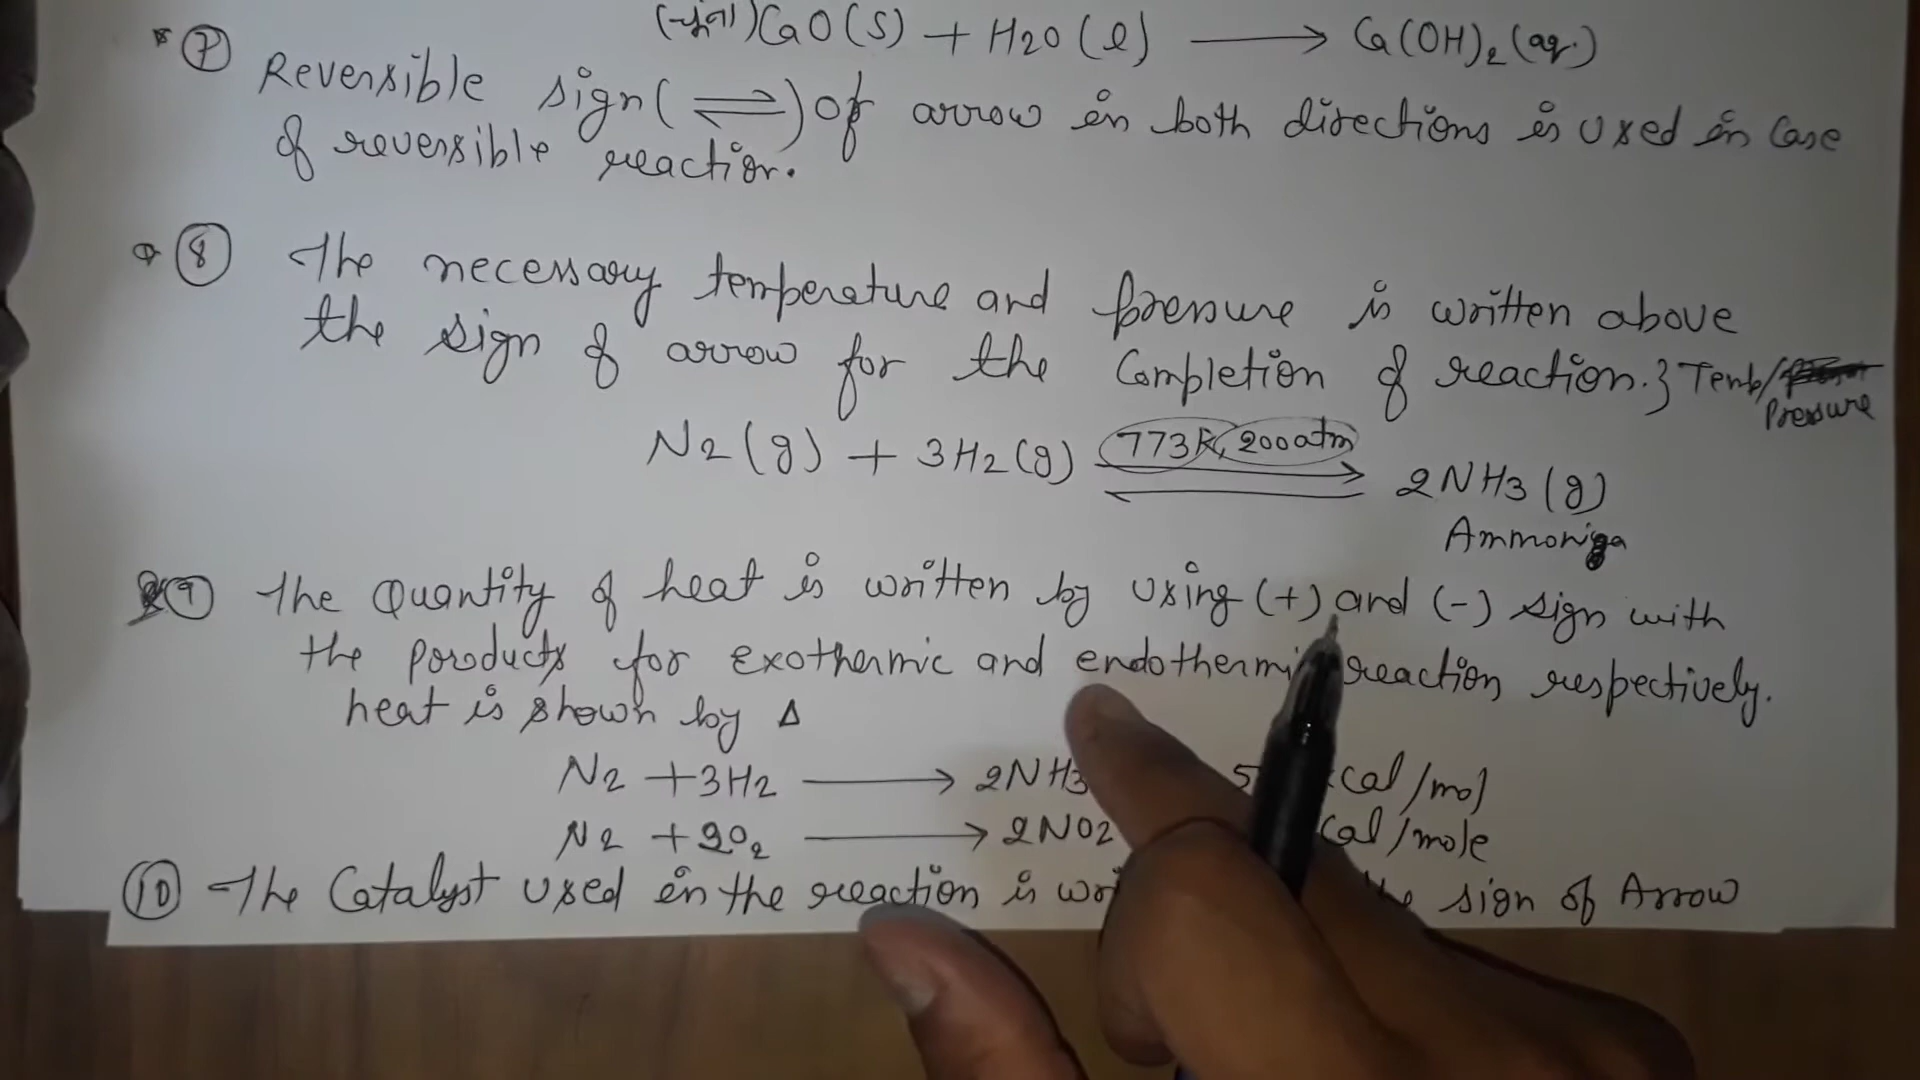 (चूना) CaO(s) + H2O(l) ⟶ Ca(OH)2(aq.)
⑦ Reversible sign (⇌) of arrow in both directions is used in case
of reversible reaction.
⑧ The necessary temperature and pressure is written above
the sign of arrow for the Completion of reaction.} Temp/
Pressure
N2(g) + 3H2(g) ⇌ 773K, 200atm 2NH3(g)
Ammonia
⑨ The Quantity of heat is written by using (+) and (-) sign with
the products for exothermic and endothermic reaction respectively.
heat is shown by Δ
N2 + 3H2 ⟶ 2NH3 cal/mol
N2 + 2O2 ⟶ 2NO2 cal/mole
⑩ The Catalyst used in the reaction is the sign of Arrow